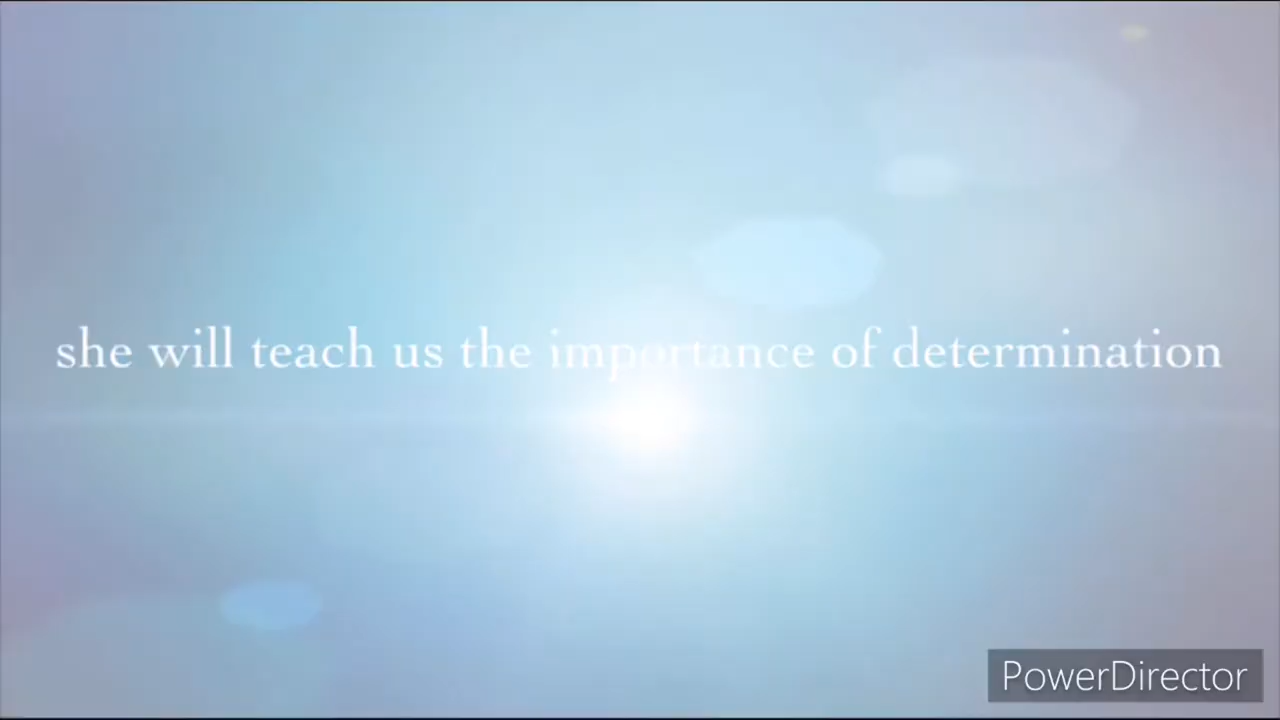 she will teach us the importance of determination
PowerDirector